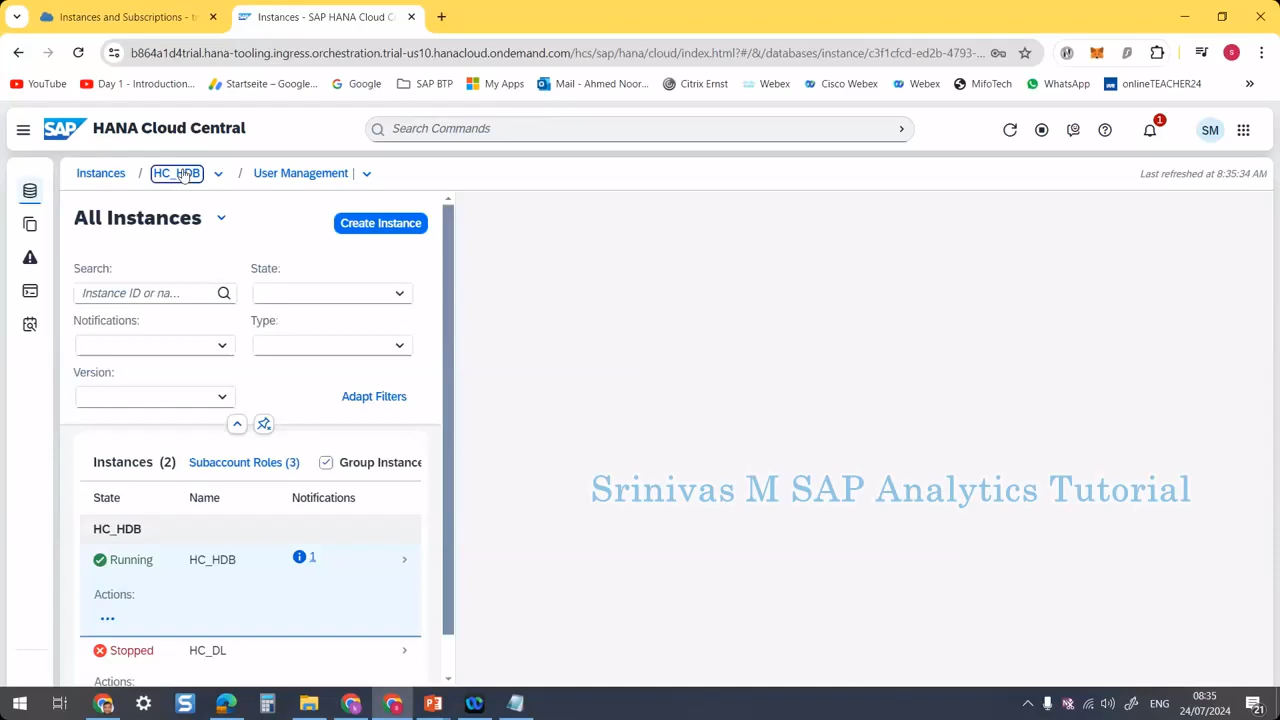 Instances and Subscriptions - t
Instances - SAP HANA Cloud C
b864a1d4trial.hana-tooling.ingress.orchestration.trial-us10.hanacloud.ondemand.com/hcs/sap/hana/cloud/index.html?#/&/databases/instance/c3f1cfcd-ed2b-4793-...
S
YouTube
Day 1 - Introduction...
Startseite – Google...
Google
SAP BTP
My Apps
Mail - Ahmed Noor...
Citrix Ernst
Webex
Cisco Webex
Webex
MifoTech
WhatsApp
onlineTEACHER24
SAP HANA Cloud Central
Search Commands
1
SM
Instances / HC_HDB / User Management
Last refreshed at 8:35:34 AM
All Instances
Create Instance
Search:
State:
Instance ID or na...
Notifications:
Type:
Version:
Adapt Filters
Instances (2)
Subaccount Roles (3)
Group Instance
State
Name
Notifications
HC_HDB
Running
HC_HDB
1
Actions:
...
Stopped
HC_DL
Actions:
Srinivas M SAP Analytics Tutorial
ENG
08:35
24/07/2024
21